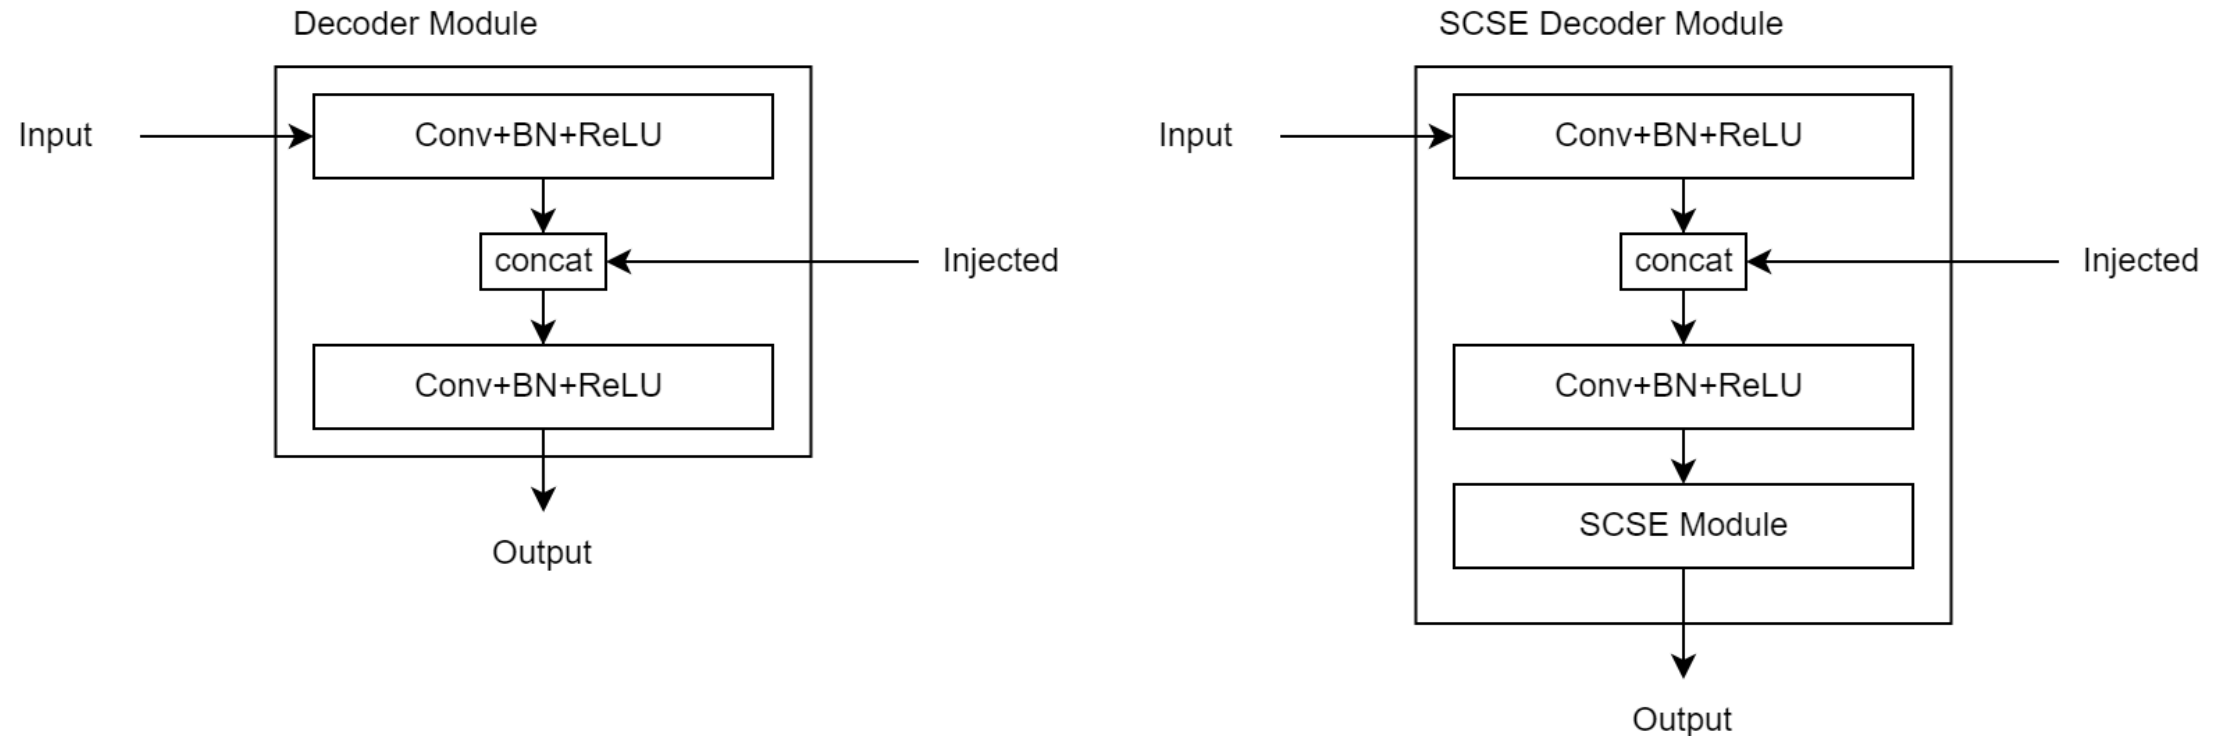 Decoder Module
Input
Conv+BN+ReLU
concat
Injected
Conv+BN+ReLU
Output
SCSE Decoder Module
Input
Conv+BN+ReLU
concat
Injected
Conv+BN+ReLU
SCSE Module
Output